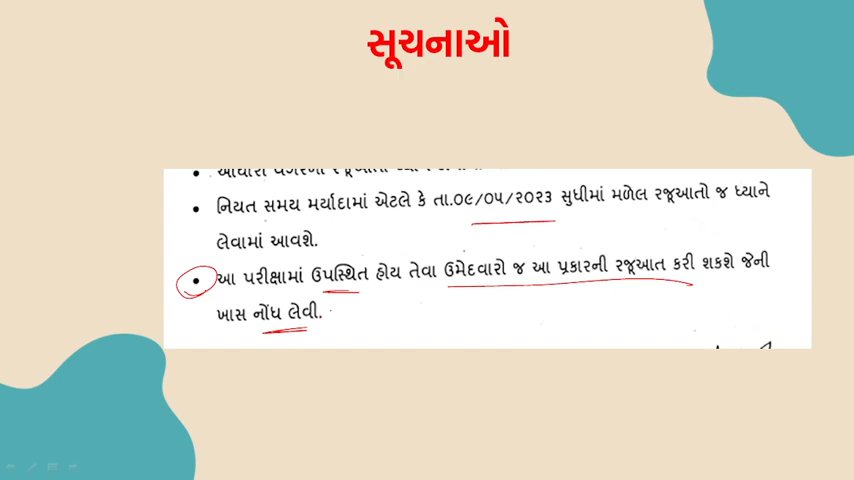 સૂચનાઓ
નિયત સમય મર્યાદામાં એટલે કે તા.૦૯/૦૫/૨૦૨૩ સુધીમાં મળેલ રજૂઆતો જ ધ્યાને
લેવામાં આવશે.
આ પરીક્ષામાં ઉપસ્થિત હોય તેવા ઉમેદવારો જ આ પ્રકારની રજૂઆત કરી શકશે જેની
ખાસ નોંધ લેવી.